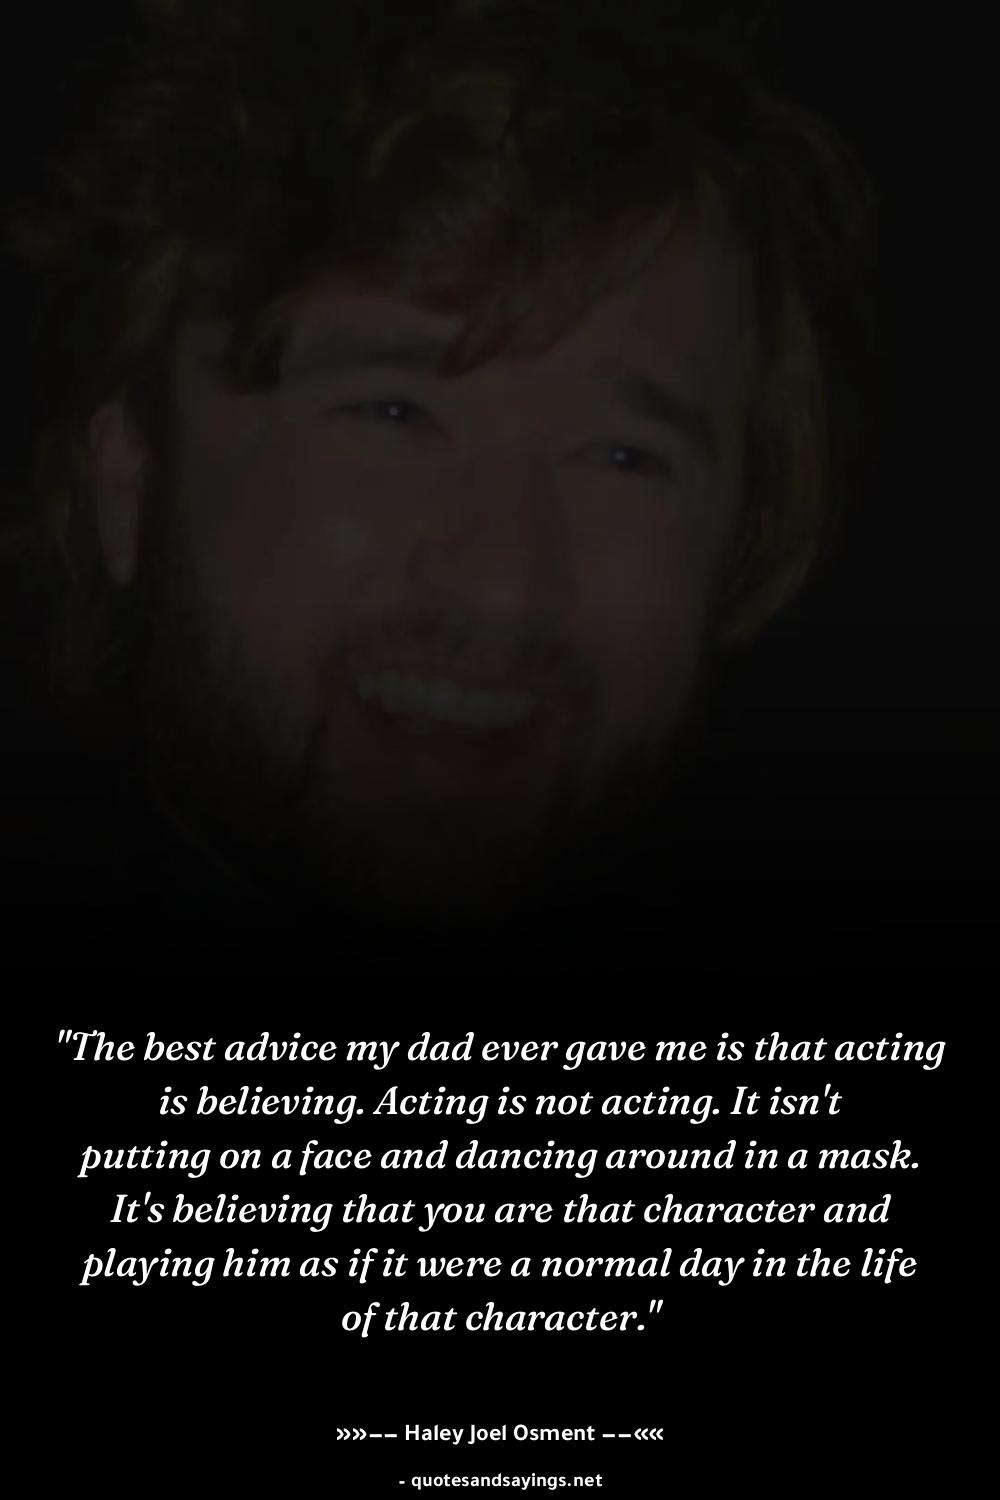 "The best advice my dad ever gave me is that acting
is believing. Acting is not acting. It isn't
putting on a face and dancing around in a mask.
It's believing that you are that character and
playing him as if it were a normal day in the life
of that character."
»»–– Haley Joel Osment ––««
- quotesandsayings.net